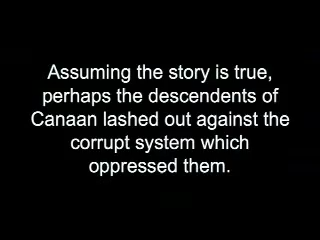 Assuming the story is true,
perhaps the descendents of
Canaan lashed out against the
corrupt system which
oppressed them.